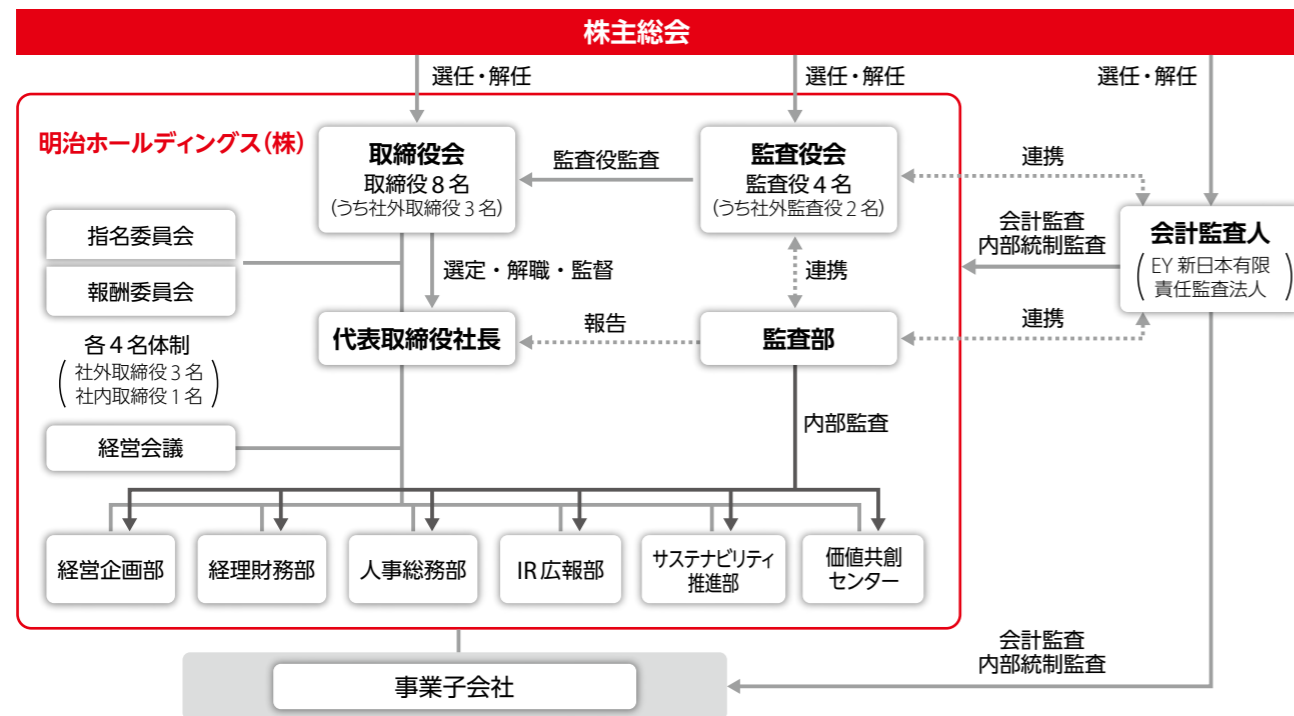 株主総会
選任・解任
選任・解任
選任・解任
明治ホールディングス(株)
取締役会
取締役8名
(うち社外取締役3名)
監査役監査
監査役会
監査役4名
(うち社外監査役2名)
連携
会計監査
内部統制監査
会計監査人
(EY 新日本有限
責任監査法人)
指名委員会
報酬委員会
選定・解職・監督
連携
各4名体制
(社外取締役3名
社内取締役1名)
代表取締役社長
報告
監査部
連携
経営会議
内部監査
経営企画部
経理財務部
人事総務部
IR広報部
サステナビリティ
推進部
価値共創
センター
事業子会社
会計監査
内部統制監査